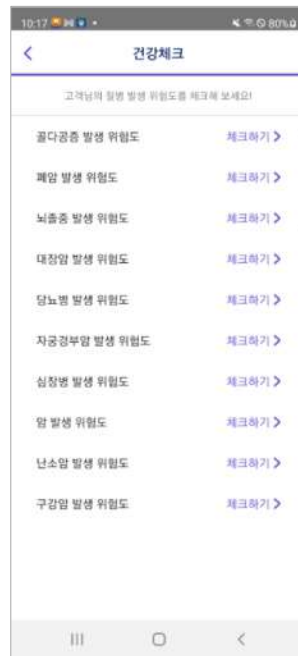 10:17 80%
건강체크
고객님의 질병 발생 위험도를 체크해 보세요!
골다공증 발생 위험도 체크하기
폐암 발생 위험도 체크하기
뇌졸중 발생 위험도 체크하기
대장암 발생 위험도 체크하기
당뇨병 발생 위험도 체크하기
자궁경부암 발생 위험도 체크하기
심장병 발생 위험도 체크하기
암 발생 위험도 체크하기
난소암 발생 위험도 체크하기
구강암 발생 위험도 체크하기